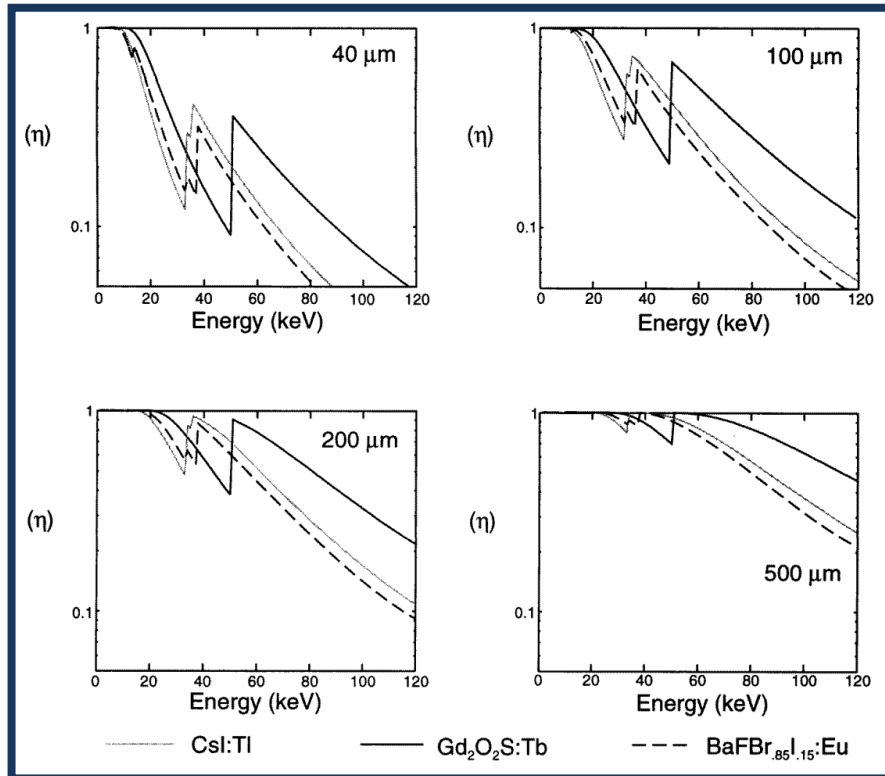 1
40 μm
(η)
0.1
0 20 40 60 80 100 120
Energy (keV)
1
100 μm
(η)
0.1
0 20 40 60 80 100 120
Energy (keV)
1
200 μm
(η)
0.1
0 20 40 60 80 100 120
Energy (keV)
1
(η)
500 μm
0.1
0 20 40 60 80 100 120
Energy (keV)
CsI:Tl Gd₂O₂S:Tb BaFBr.₈₅I.₁₅:Eu